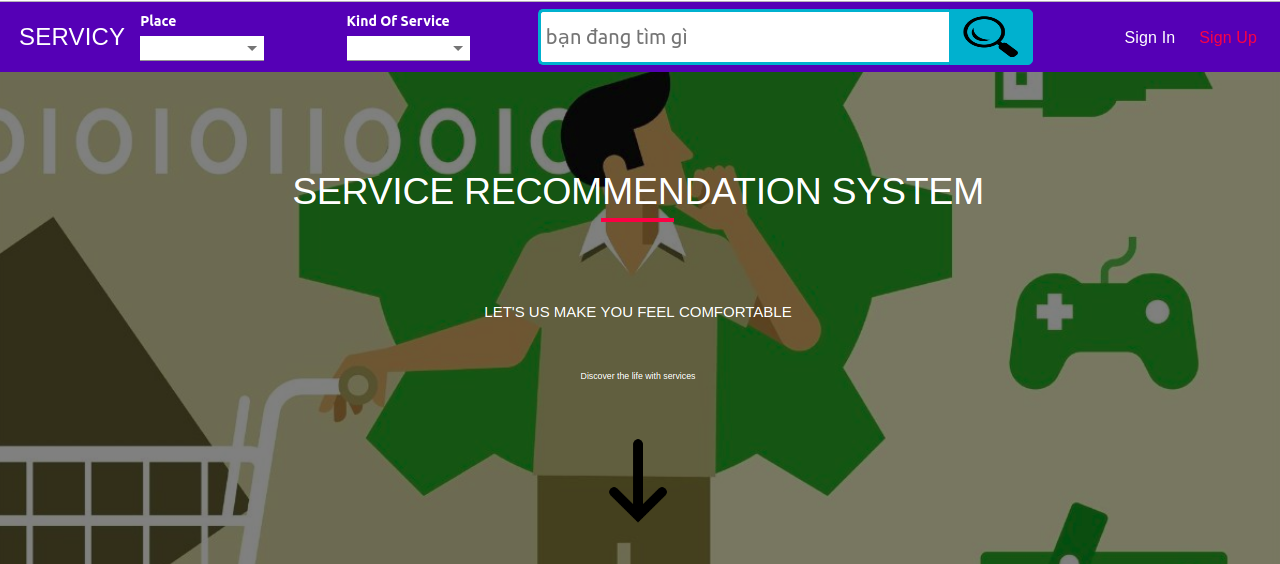 SERVICY
Place
Kind Of Service
bạn đang tìm gì
Sign In
Sign Up
0101011001
SERVICE RECOMMENDATION SYSTEM
LET'S US MAKE YOU FEEL COMFORTABLE
Discover the life with services